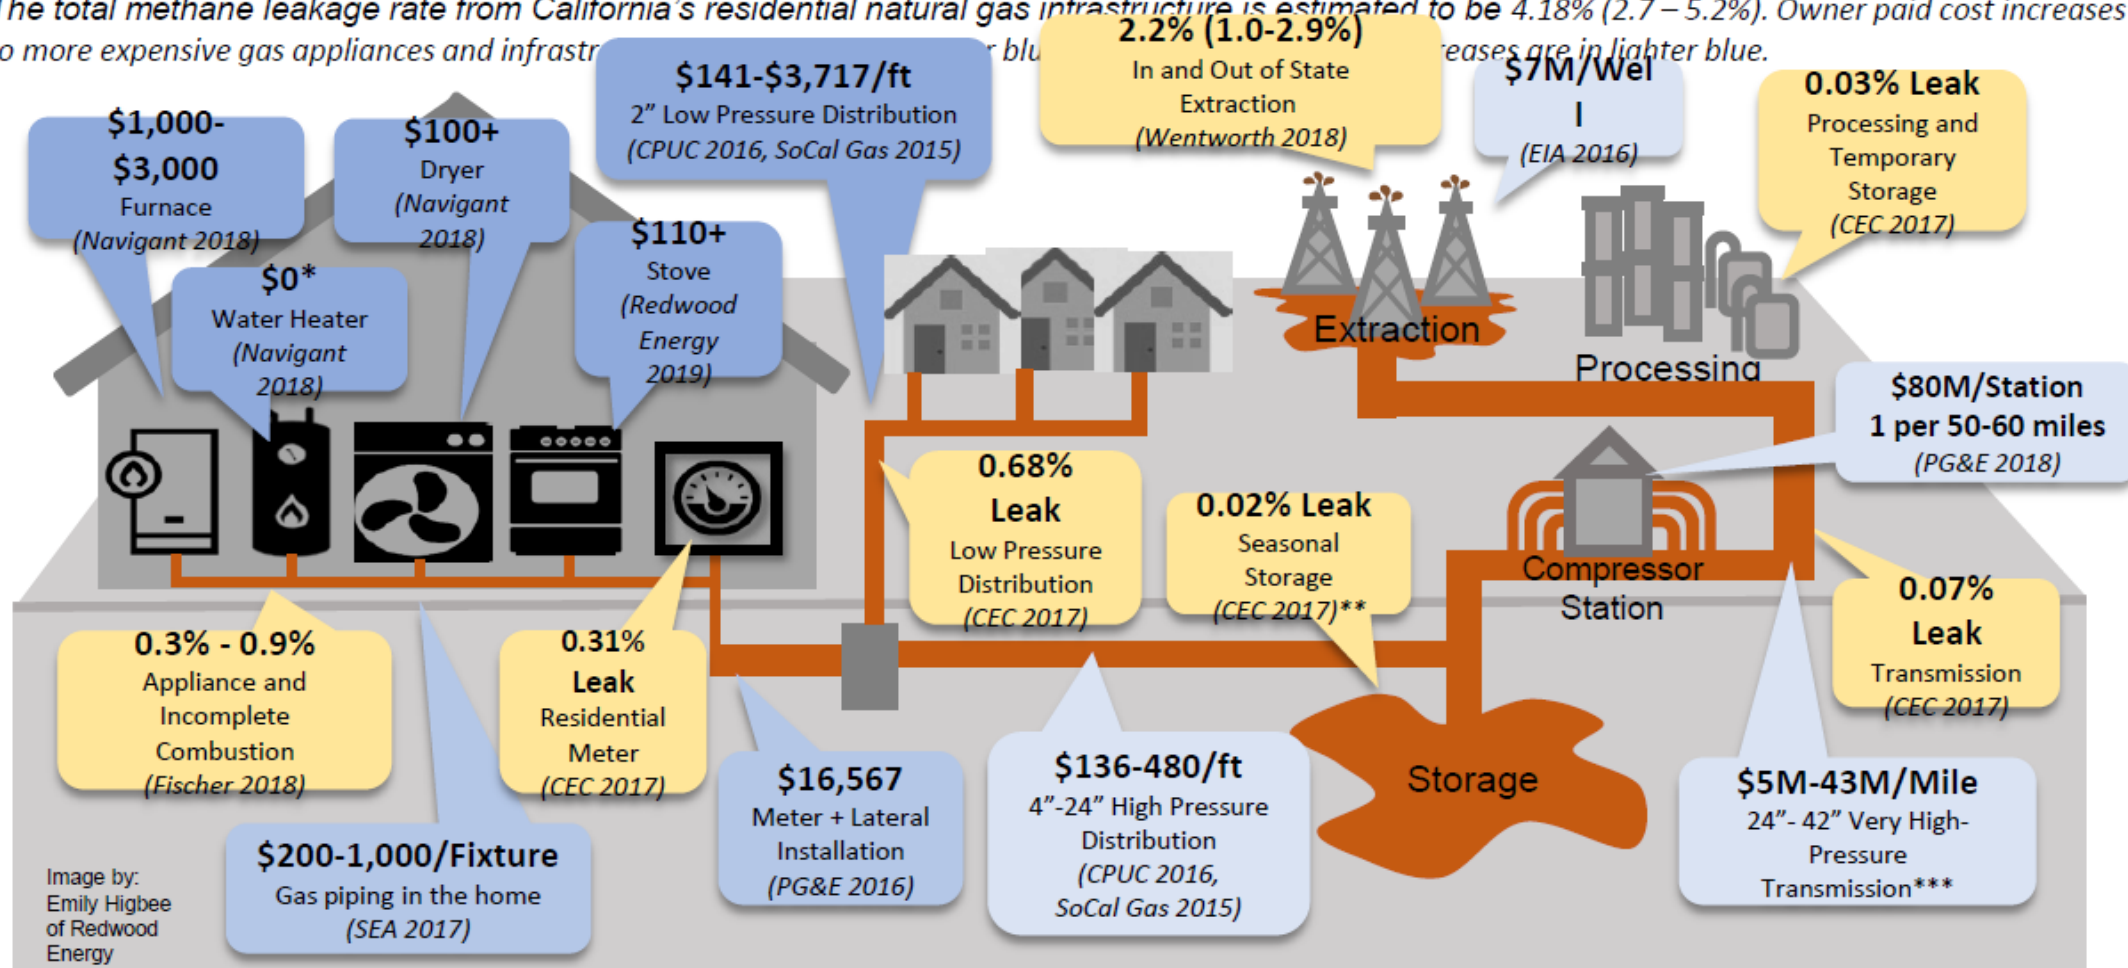 The total methane leakage rate from California's residential natural gas infrastructure is estimated to be 4.18% (2.7 – 5.2%). Owner paid cost increases
o more expensive gas appliances and infrastr
r blu
reases are in lighter blue.
$1,000-
$3,000
Furnace
(Navigant 2018)
$100+
Dryer
(Navigant
2018)
$141-$3,717/ft
2” Low Pressure Distribution
(CPUC 2016, SoCal Gas 2015)
2.2% (1.0-2.9%)
In and Out of State
Extraction
(Wentworth 2018)
$7M/Wel
l
(EIA 2016)
0.03% Leak
Processing and
Temporary
Storage
(CEC 2017)
$0*
Water Heater
(Navigant
2018)
$110+
Stove
(Redwood
Energy
2019)
Extraction
Processing
$80M/Station
1 per 50-60 miles
(PG&E 2018)
0.68%
Leak
Low Pressure
Distribution
(CEC 2017)
0.02% Leak
Seasonal
Storage
(CEC 2017)**
Compressor
Station
0.07%
Leak
Transmission
(CEC 2017)
0.3% - 0.9%
Appliance and
Incomplete
Combustion
(Fischer 2018)
0.31%
Leak
Residential
Meter
(CEC 2017)
$16,567
Meter + Lateral
Installation
(PG&E 2016)
$136-480/ft
4”-24” High Pressure
Distribution
(CPUC 2016,
SoCal Gas 2015)
Storage
$5M-43M/Mile
24”- 42” Very High-
Pressure
Transmission***
$200-1,000/Fixture
Gas piping in the home
(SEA 2017)
Image by:
Emily Higbee
of Redwood
Energy